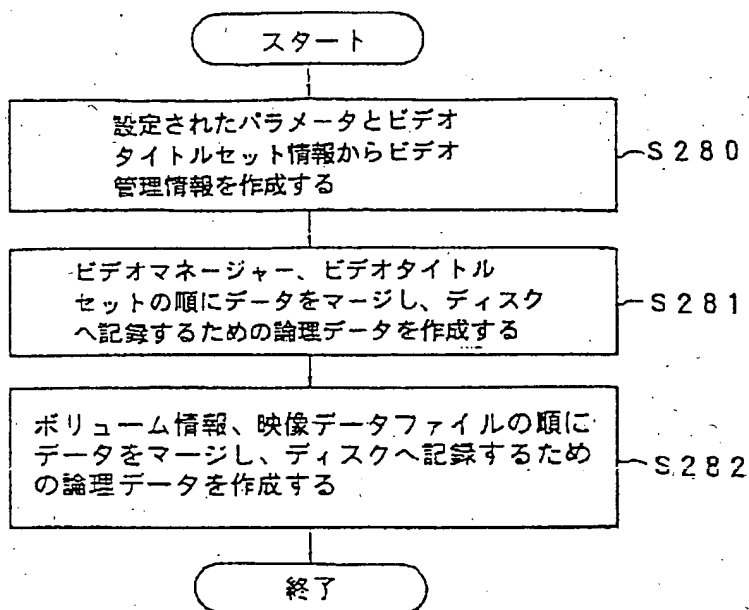 スタート
設定されたパラメータとビデオ
タイトルセット情報からビデオ
管理情報を作成する
S280
ビデオマネージャー、ビデオタイトル
セットの順にデータをマージし、ディスク
へ記録するための論理データを作成する
S281
ボリューム情報、映像データファイルの順に
データをマージし、ディスクへ記録するため
の論理データを作成する
S282
終了